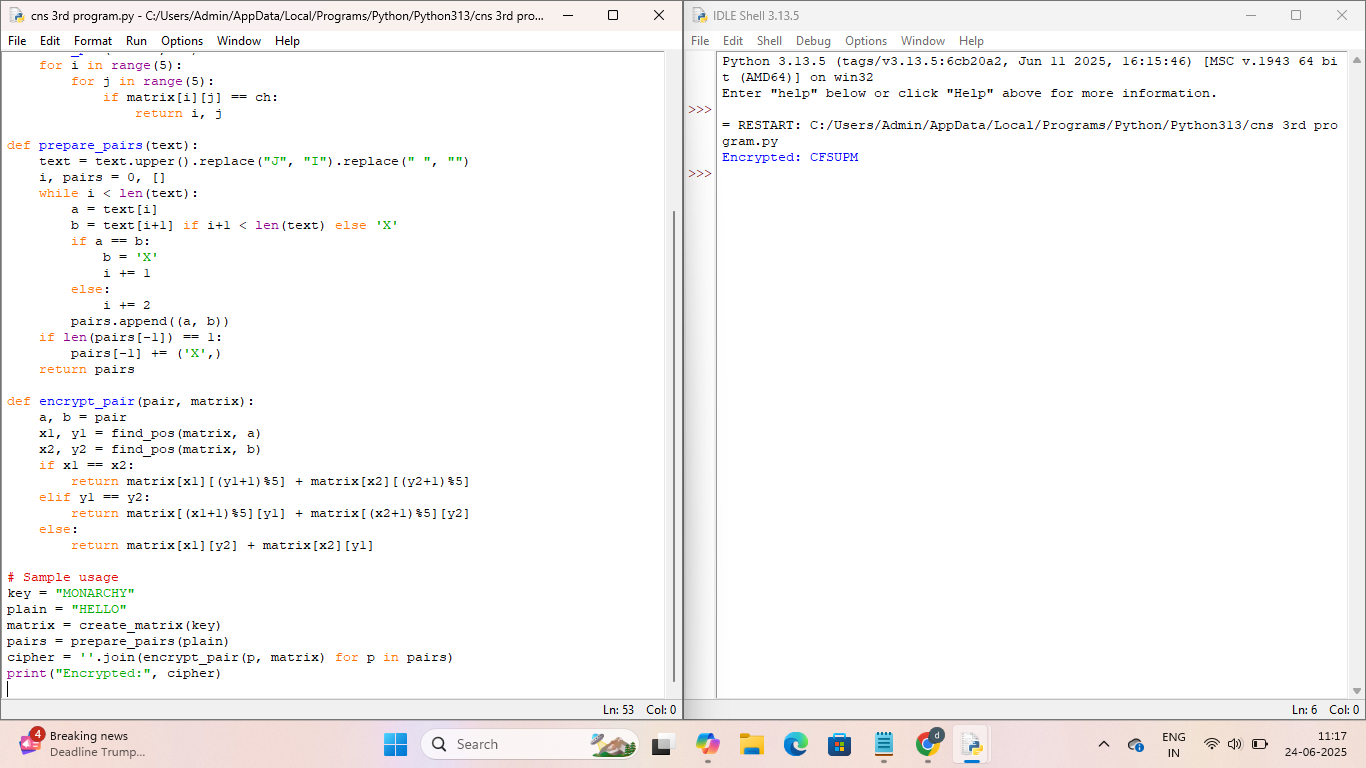 cns 3rd program.py - C:/Users/Admin/AppData/Local/Programs/Python/Python313/cns 3rd pro...
File Edit Format Run Options Window Help
    for i in range(5):
        for j in range(5):
            if matrix[i][j] == ch:
                return i, j
def prepare_pairs(text):
    text = text.upper().replace("J", "I").replace(" ", "")
    i, pairs = 0, []
    while i < len(text):
        a = text[i]
        b = text[i+1] if i+1 < len(text) else 'X'
        if a == b:
            b = 'X'
            i += 1
        else:
            i += 2
        pairs.append((a, b))
    if len(pairs[-1]) == 1:
        pairs[-1] += ('X',)
    return pairs
def encrypt_pair(pair, matrix):
    a, b = pair
    x1, y1 = find_pos(matrix, a)
    x2, y2 = find_pos(matrix, b)
    if x1 == x2:
        return matrix[x1][(y1+1)%5] + matrix[x2][(y2+1)%5]
    elif y1 == y2:
        return matrix[(x1+1)%5][y1] + matrix[(x2+1)%5][y2]
    else:
        return matrix[x1][y2] + matrix[x2][y1]
# Sample usage
key = "MONARCHY"
plain = "HELLO"
matrix = create_matrix(key)
pairs = prepare_pairs(plain)
cipher = ''.join(encrypt_pair(p, matrix) for p in pairs)
print("Encrypted:", cipher)
Ln: 53 Col: 0
IDLE Shell 3.13.5
File Edit Shell Debug Options Window Help
Python 3.13.5 (tags/v3.13.5:6cb20a2, Jun 11 2025, 16:15:46) [MSC v.1943 64 bi
t (AMD64)] on win32
Enter "help" below or click "Help" above for more information.
>>>
= RESTART: C:/Users/Admin/AppData/Local/Programs/Python/Python313/cns 3rd pro
gram.py
Encrypted: CFSUPM
>>>
Ln: 6 Col: 0
4
Breaking news
Deadline Trump...
Search
d
ENG
IN
11:17
24-06-2025